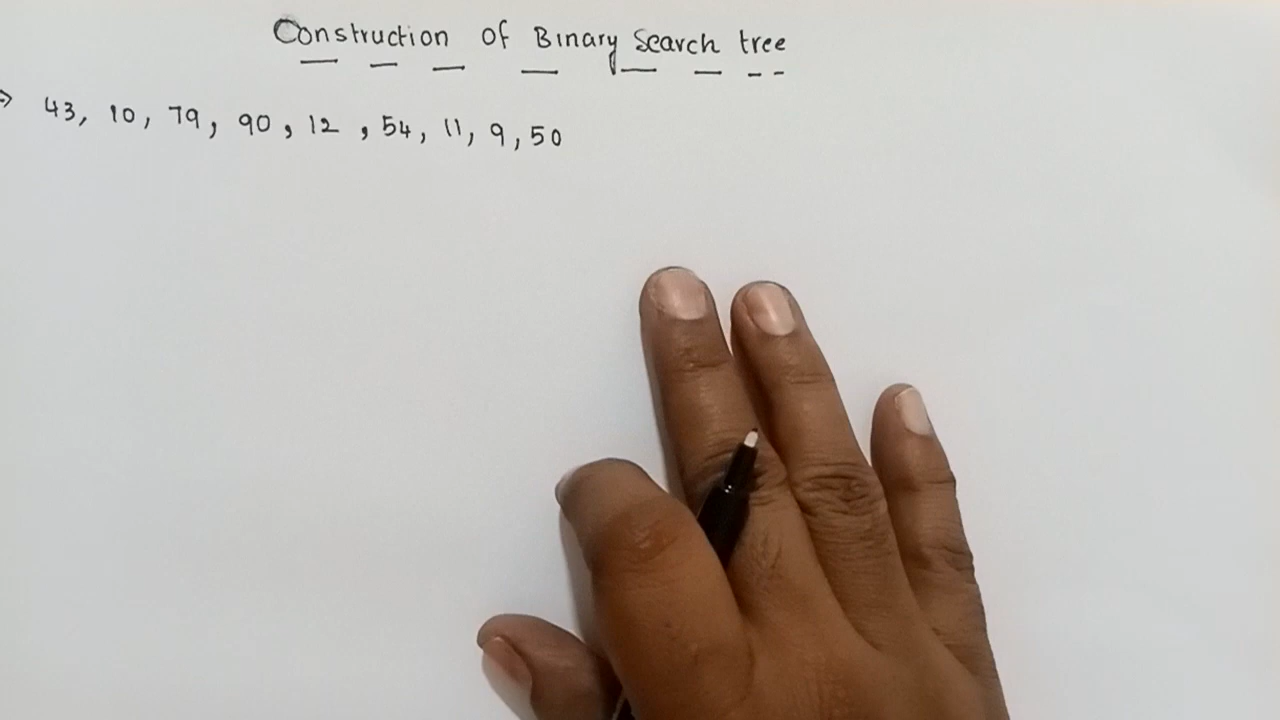 Construction of Binary Search tree
43, 10, 79, 90, 12, 54, 11, 9, 50